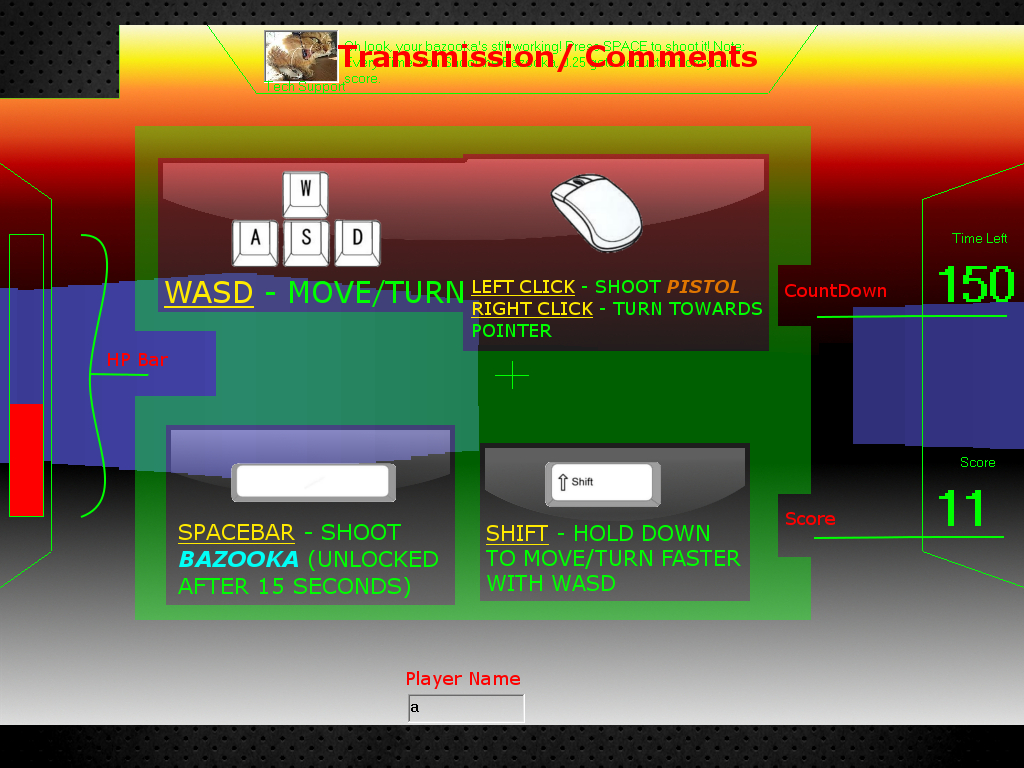 Oh look, your bazooka's still working! Press SPACE to shoot it! Note:
Transmission/ Comments
score.
Tech Support
W
A S D
WASD - MOVE/TURN
LEFT CLICK - SHOOT PISTOL
RIGHT CLICK - TURN TOWARDS
POINTER
Time Left
150
CountDown
HP Bar
Shift
SPACEBAR - SHOOT
BAZOOKA (UNLOCKED
AFTER 15 SECONDS)
SHIFT - HOLD DOWN
TO MOVE/TURN FASTER
WITH WASD
Score
11
Score
Player Name
a